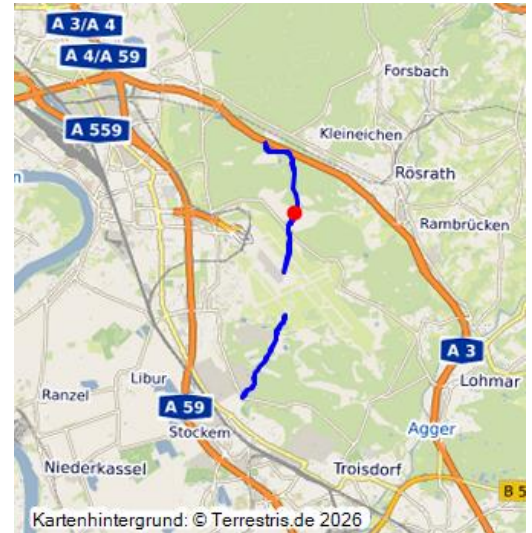 A 3/A 4
A 4/A 59
Forsbach
A 559
Kleineichen
Rösrath
Rambrücken
A 3
Libur
Lohmar
Ranzel
A 59
Stockem
Agger
Niederkassel
Troisdorf
B 5
Kartenhintergrund: © Terrestris.de 2026